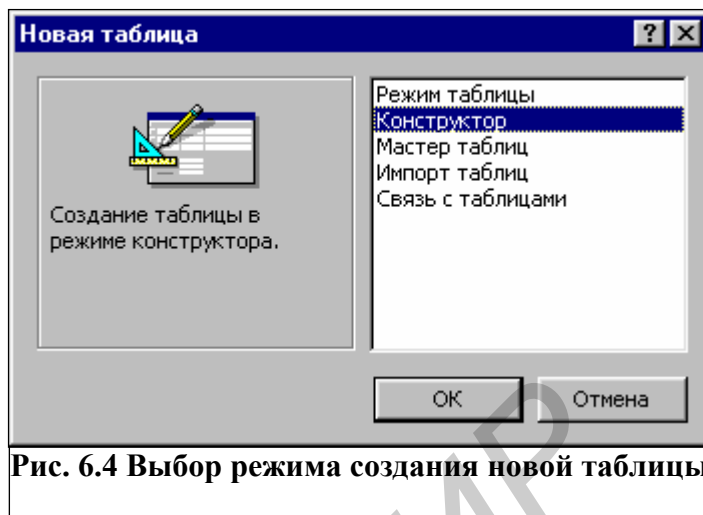 Новая таблица
Создание таблицы в
режиме конструктора.
Режим таблицы
Конструктор
Мастер таблиц
Импорт таблиц
Связь с таблицами
ОК
Отмена
Рис. 6.4 Выбор режима создания новой таблицы